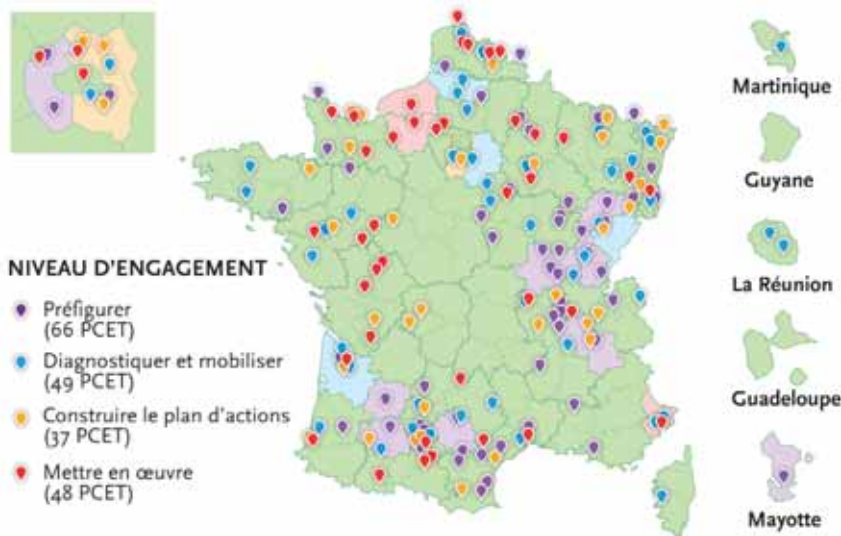 NIVEAU D'ENGAGEMENT
Préfigurer
(66 PCET)
Diagnostiquer et mobiliser
(49 PCET)
Construire le plan d'actions
(37 PCET)
Mettre en œuvre
(48 PCET)
Martinique
Guyane
La Réunion
Guadeloupe
Mayotte